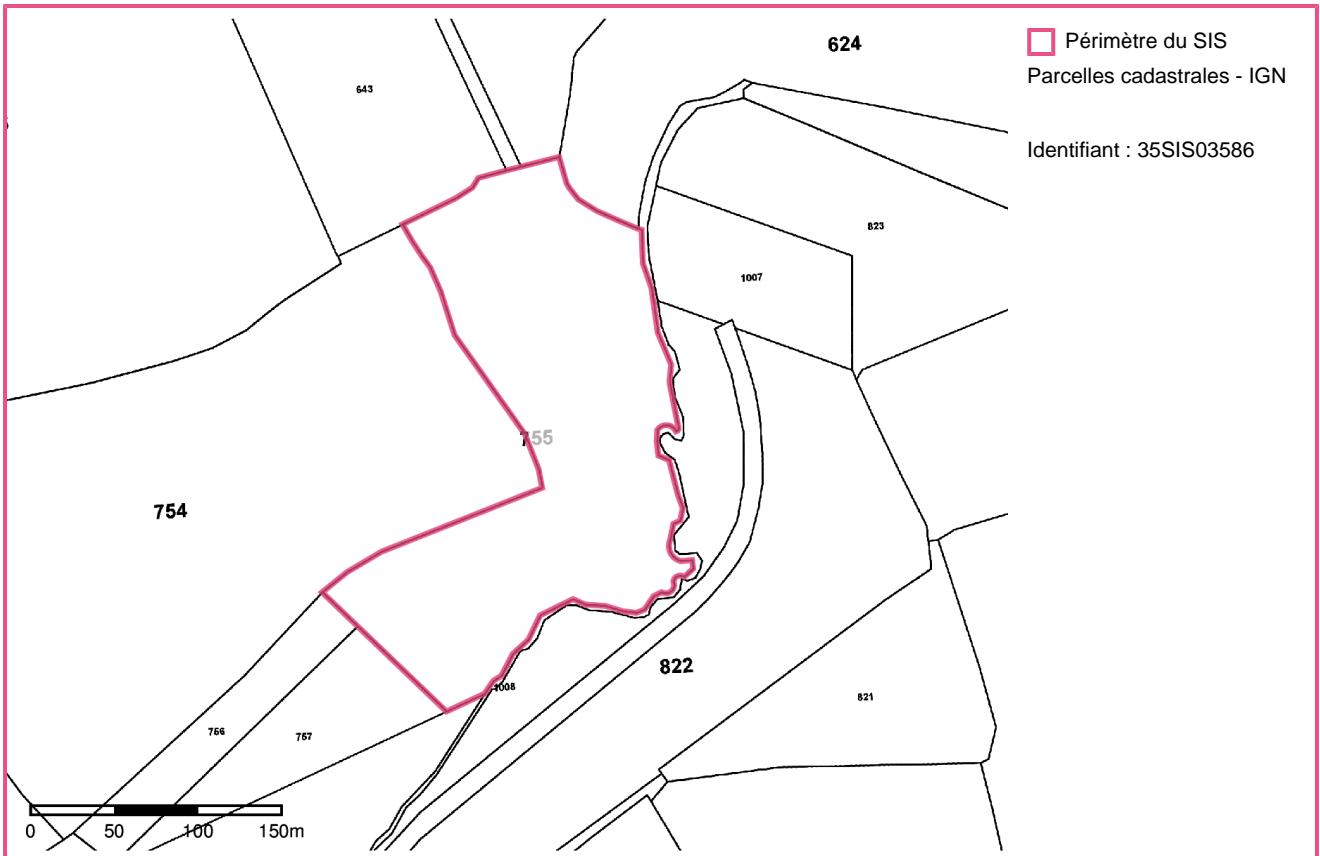 624
643
823
1007
755
754
822
1008
821
756
757
0 50 100 150m
Périmètre du SIS
Parcelles cadastrales - IGN
Identifiant : 35SIS03586